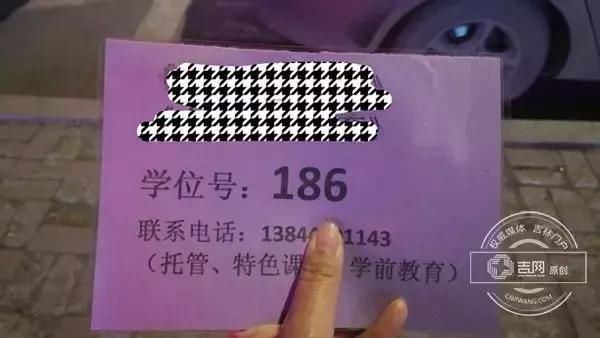 学位号：186
联系电话：1384 1143
（托管、特色课 学前教育）
权威媒体 吉林门户
吉网 原创
CNJIWANG.COM